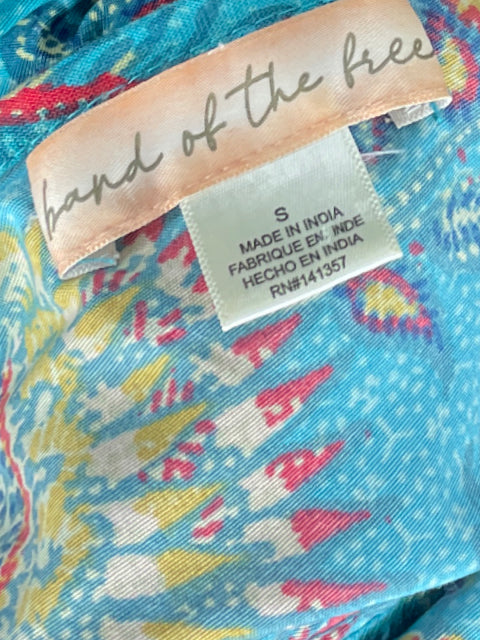 band of the free
S
MADE IN INDIA
FABRIQUE EN INDE
HECHO EN INDIA
RN#141357